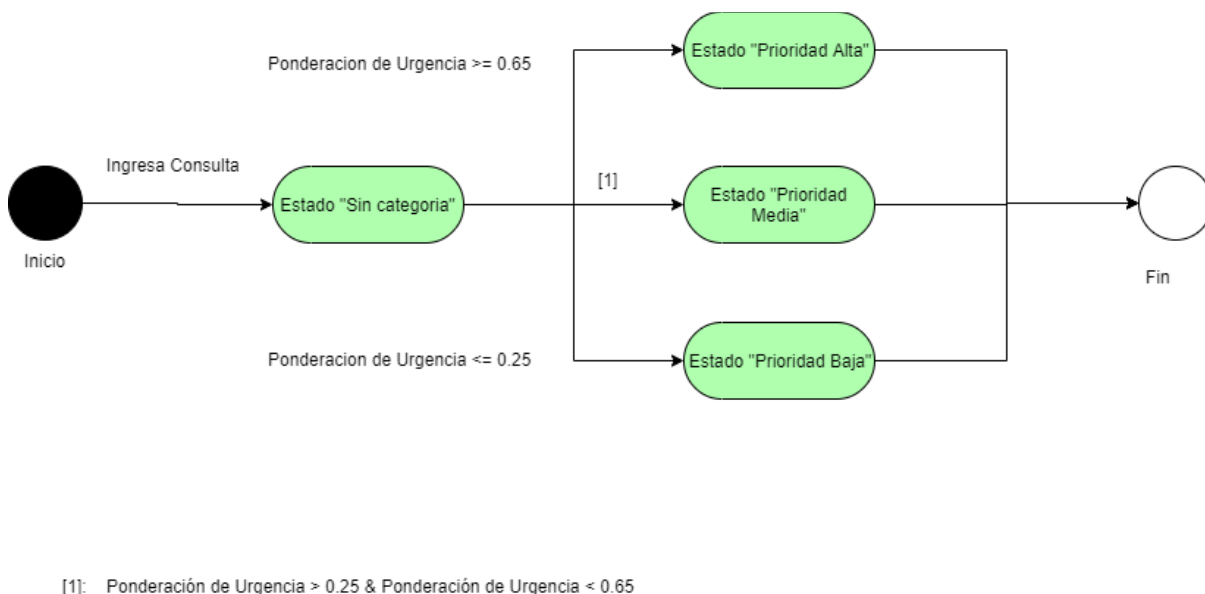 Estado "Prioridad Alta"
Ponderacion de Urgencia >= 0.65
Ingresa Consulta
[1]
Estado "Sin categoria"
Estado "Prioridad
Media"
Inicio
Fin
Ponderacion de Urgencia <= 0.25
Estado "Prioridad Baja"
[1]: Ponderación de Urgencia > 0.25 & Ponderación de Urgencia < 0.65